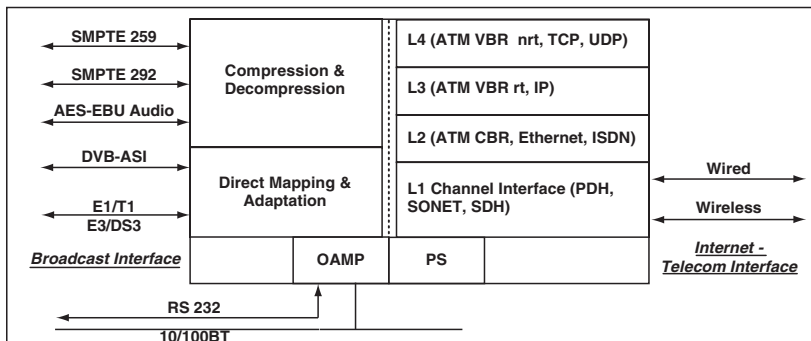 SMPTE 259
SMPTE 292
AES-EBU Audio
DVB-ASI
E1/T1
E3/DS3
Broadcast Interface
Compression &
Decompression
Direct Mapping &
Adaptation
L4 (ATM VBR nrt, TCP, UDP)
L3 (ATM VBR rt, IP)
L2 (ATM CBR, Ethernet, ISDN)
L1 Channel Interface (PDH,
SONET, SDH)
OAMP
PS
Wired
Wireless
Internet -
Telecom Interface
RS 232
10/100BT